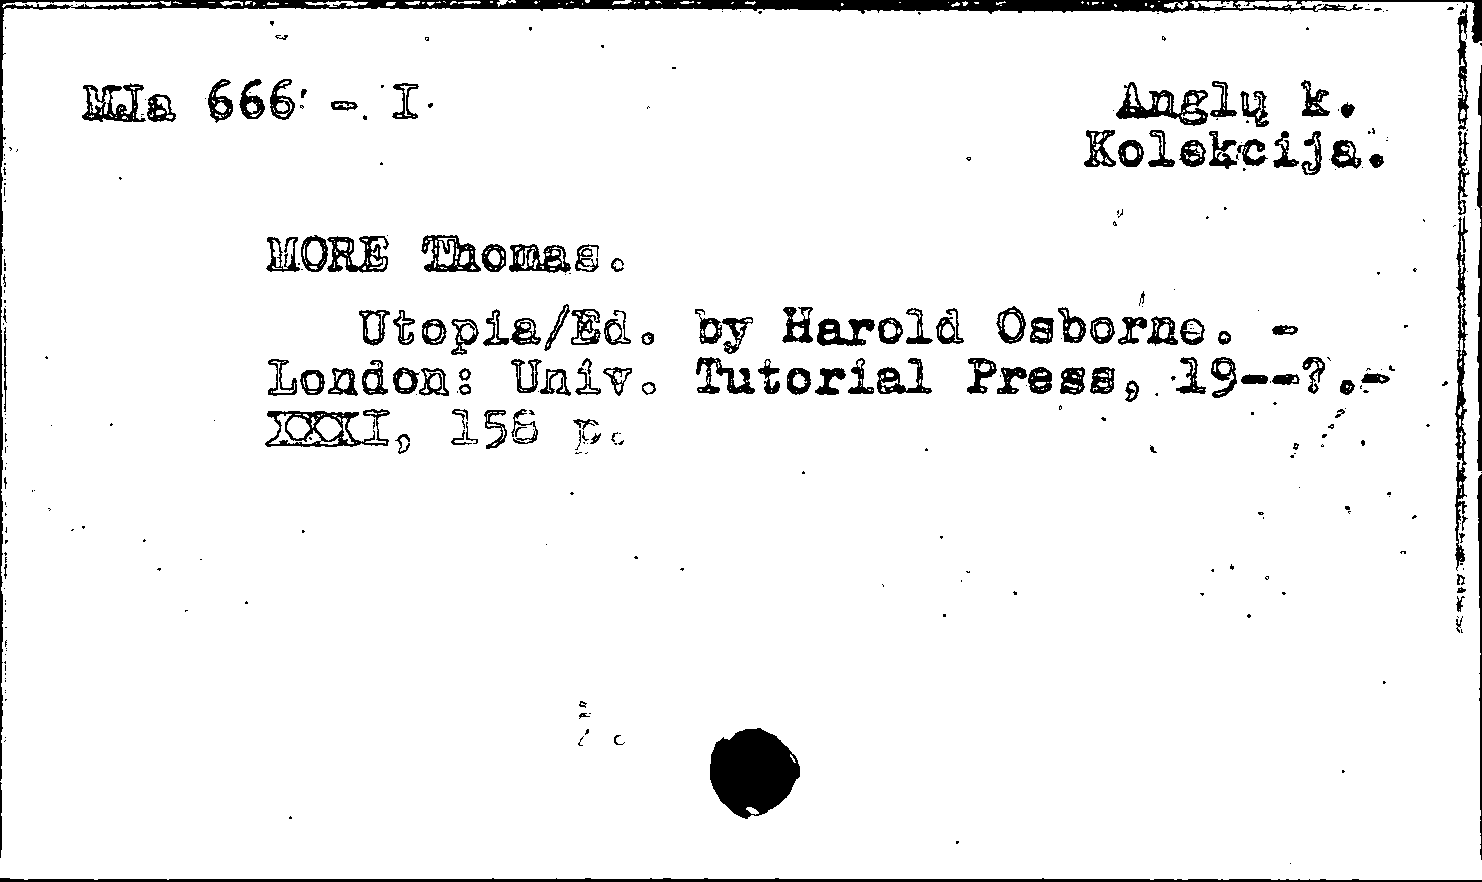 MJa 666 - I
Anglų k.
Kolekcija.
MORE Thomas.
Utopia/Ed. by Harold Osborne. -
London: Univ. Tutorial Press, 19--?.-
XXXI, 158 p.